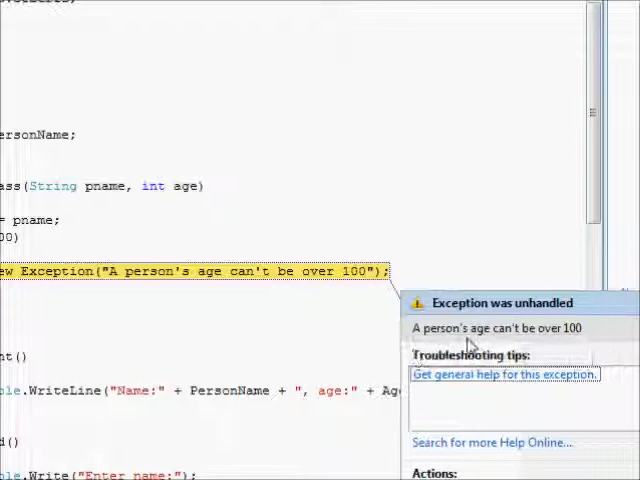 ersonName;
ass(String pname, int age)
= pname;
00)
ew Exception("A person's age can't be over 100");
Exception was unhandled
A person's age can't be over 100
Troubleshooting tips:
nt()
Get general help for this exception.
ole.WriteLine("Name:" + PersonName + ", age:" + Ag
Search for more Help Online...
d()
Actions:
ole.Write("Enter name:");